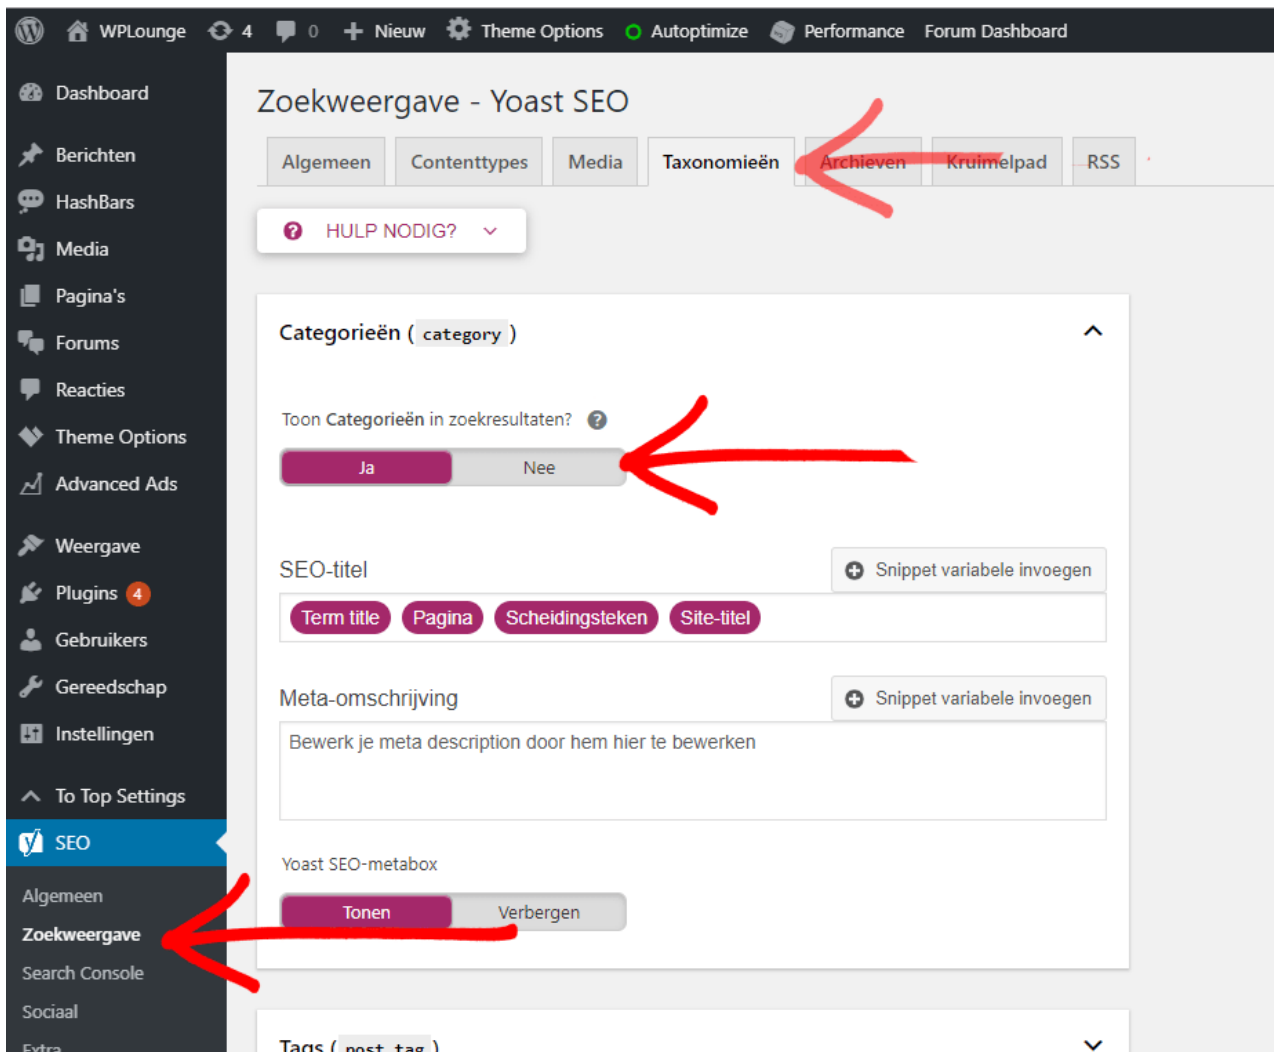 WPLounge 4 0 Nieuw Theme Options Autoptimize Performance Forum Dashboard
Dashboard
Berichten
HashBars
Media
Pagina's
Forums
Reacties
Theme Options
Advanced Ads
Weergave
Plugins 4
Gebruikers
Gereedschap
Instellingen
To Top Settings
SEO
Algemeen
Zoekweergave
Search Console
Sociaal
Extra
Zoekweergave - Yoast SEO
Algemeen Contenttypes Media Taxonomieën Archieven Kruimelpad RSS
HULP NODIG?
Categorieën ( category )
Toon Categorieën in zoekresultaten?
Ja Nee
SEO-titel
Snippet variabele invoegen
Term title Pagina Scheidingsteken Site-titel
Meta-omschrijving
Snippet variabele invoegen
Bewerk je meta description door hem hier te bewerken
Yoast SEO-metabox
Tonen Verbergen
Tags ( post_tag )